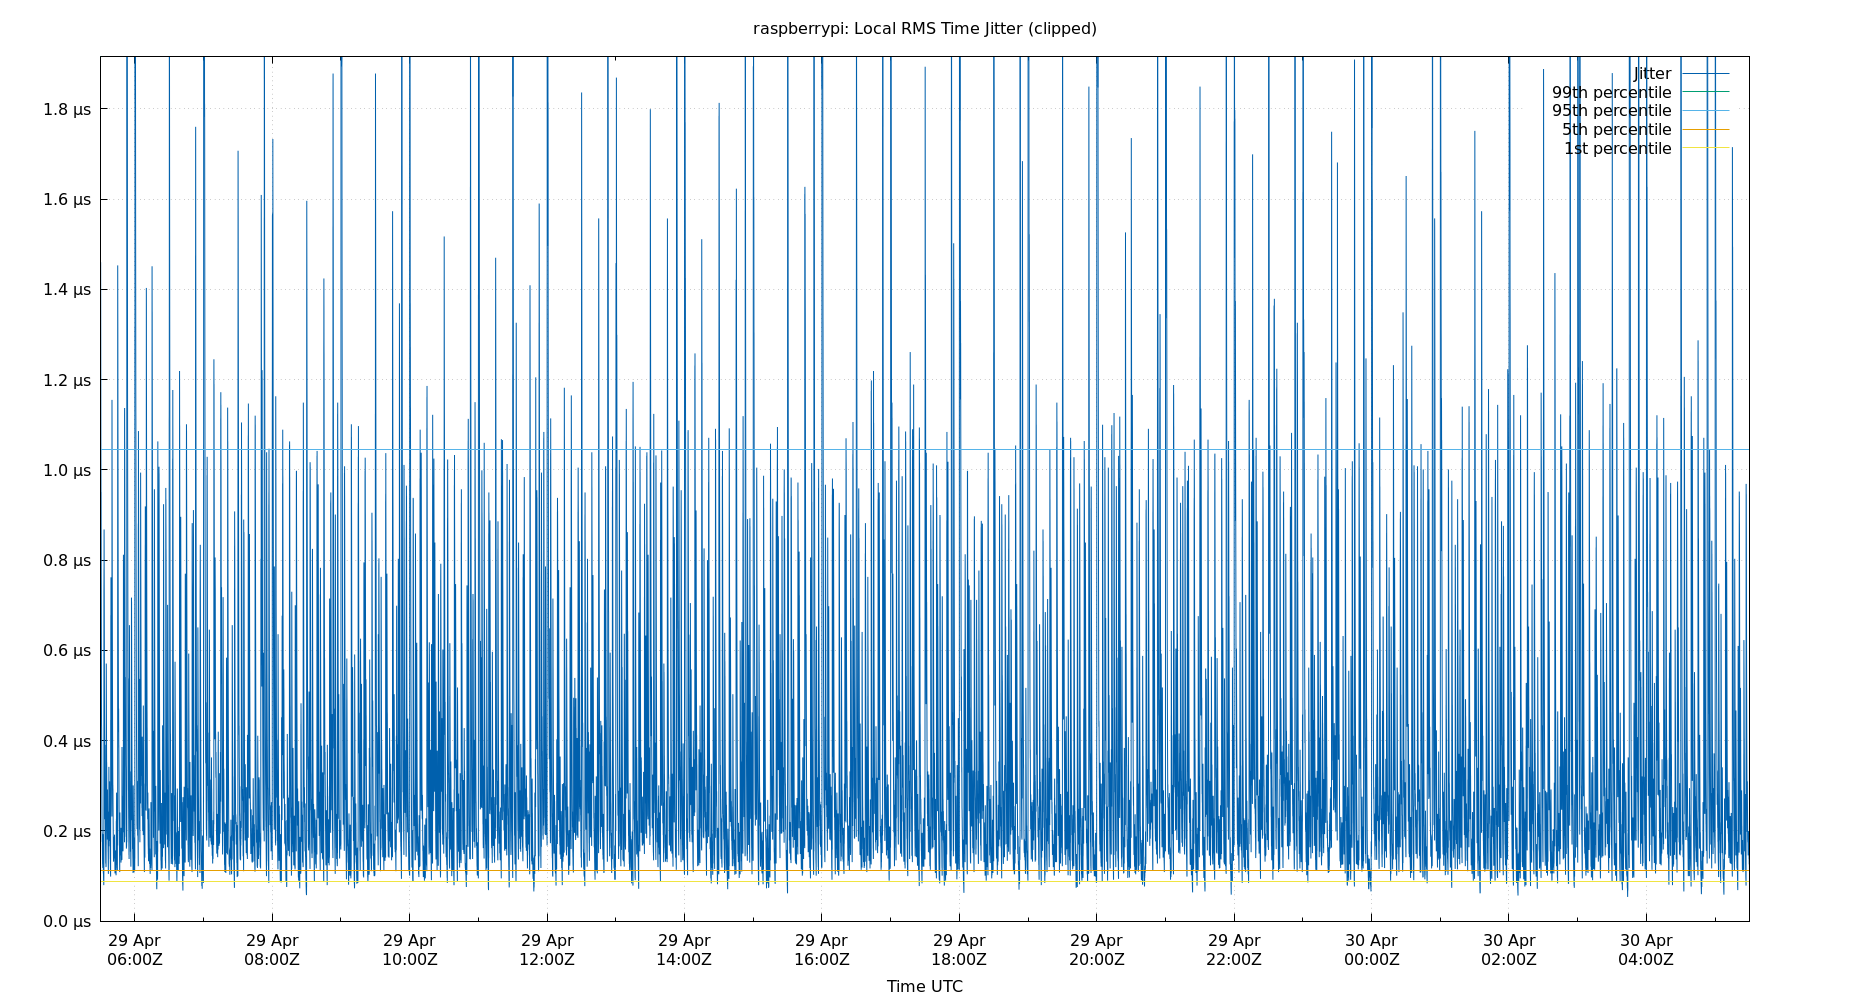 raspberrypi: Local RMS Time Jitter (clipped)
Jitter
99th percentile
95th percentile
5th percentile
1st percentile
1.8 µs
1.6 µs
1.4 µs
1.2 µs
1.0 µs
0.8 µs
0.6 µs
0.4 µs
0.2 µs
0.0 µs
29 Apr 29 Apr 29 Apr 29 Apr 29 Apr 29 Apr 29 Apr 29 Apr 29 Apr 30 Apr 30 Apr 30 Apr
06:00Z 08:00Z 10:00Z 12:00Z 14:00Z 16:00Z 18:00Z 20:00Z 22:00Z 00:00Z 02:00Z 04:00Z
Time UTC